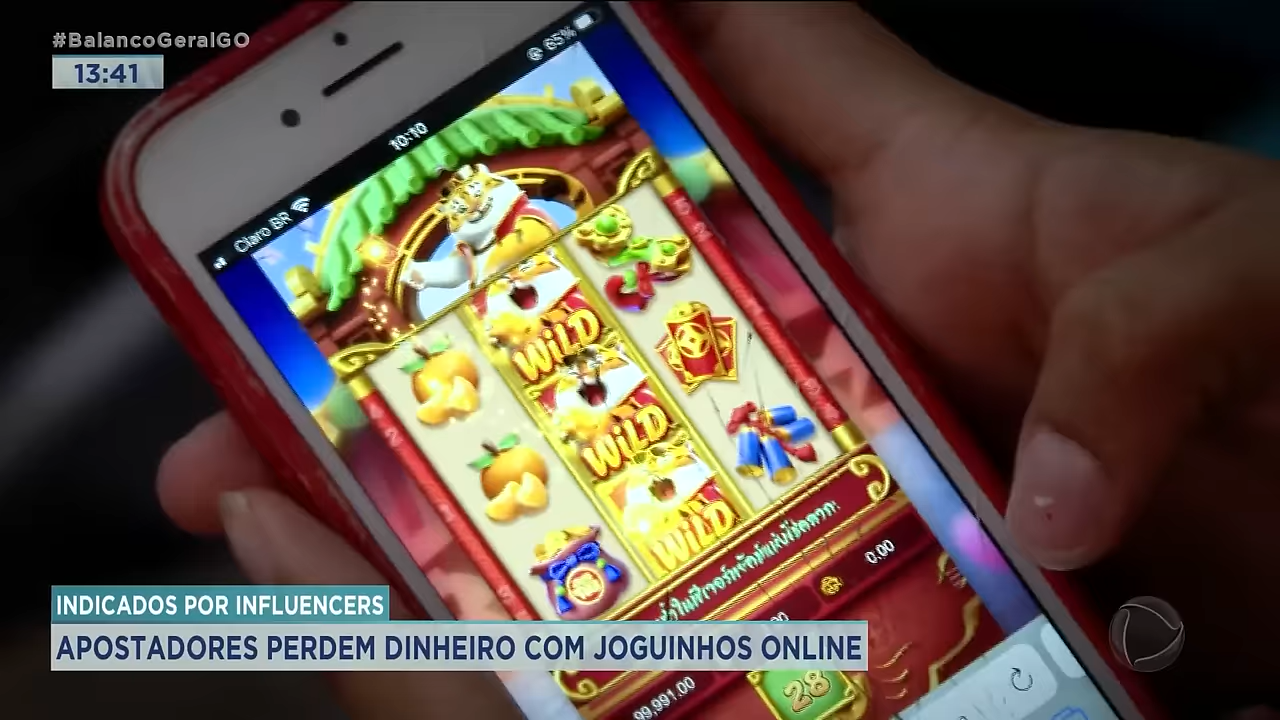 #BalancoGeralGO
13:41
65%
10:10
Claro BR
WILD
WILD
WILD
0.00
99,991.00
28
INDICADOS POR INFLUENCERS
APOSTADORES PERDEM DINHEIRO COM JOGUINHOS ONLINE